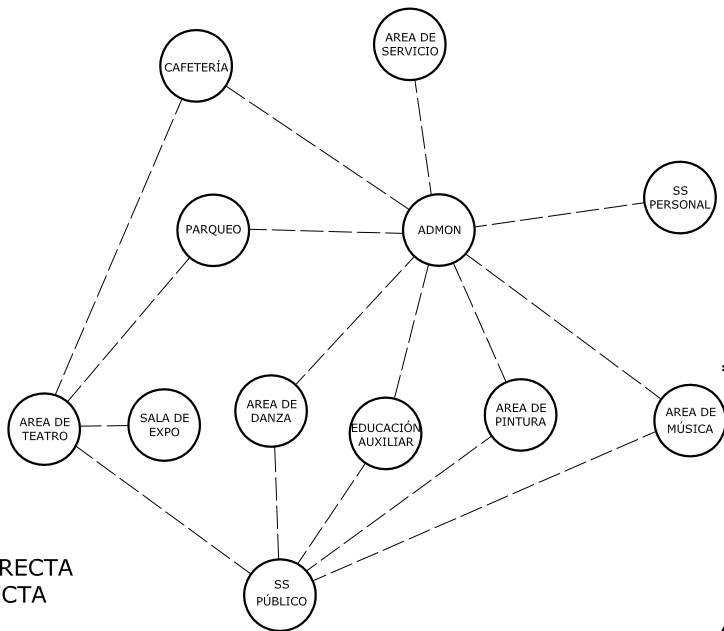 AREA DE
SERVICIO
CAFETERÍA
SS
PERSONAL
PARQUEO
ADMON
AREA DE
TEATRO
SALA DE
EXPO
AREA DE
DANZA
EDUCACIÓN
AUXILIAR
AREA DE
PINTURA
AREA DE
MÚSICA
RECTA
CTA
SS
PÚBLICO